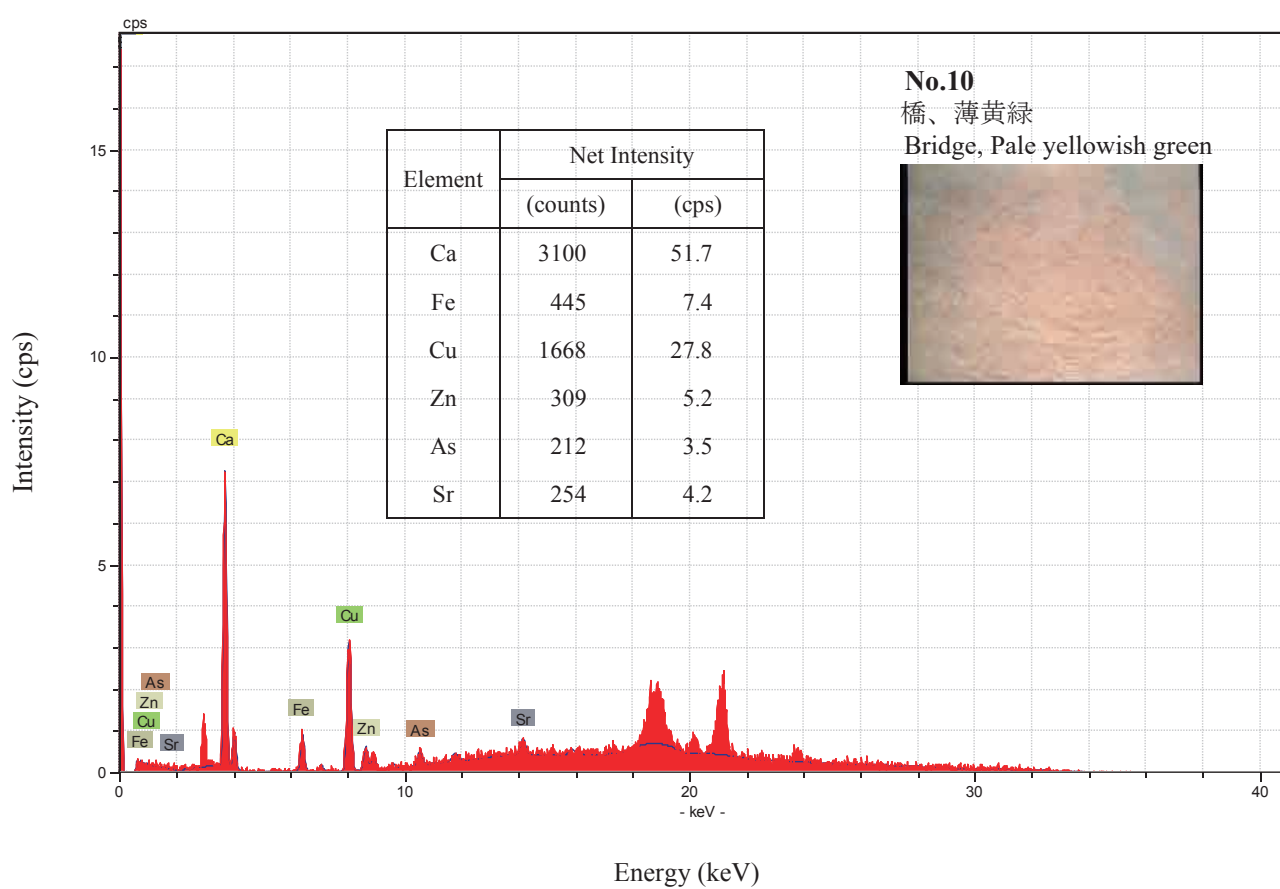 cps
No.10
橋、薄黄緑
Bridge, Pale yellowish green
Element
Net Intensity
(counts) (cps)
Ca 3100 51.7
Fe 445 7.4
Cu 1668 27.8
Zn 309 5.2
As 212 3.5
Sr 254 4.2
Intensity (cps)
15
10
5
0
Ca
Cu
As
Zn
Cu
Fe
Sr
Fe
Zn
As
Sr
0 10 20 30 40
- keV -
Energy (keV)